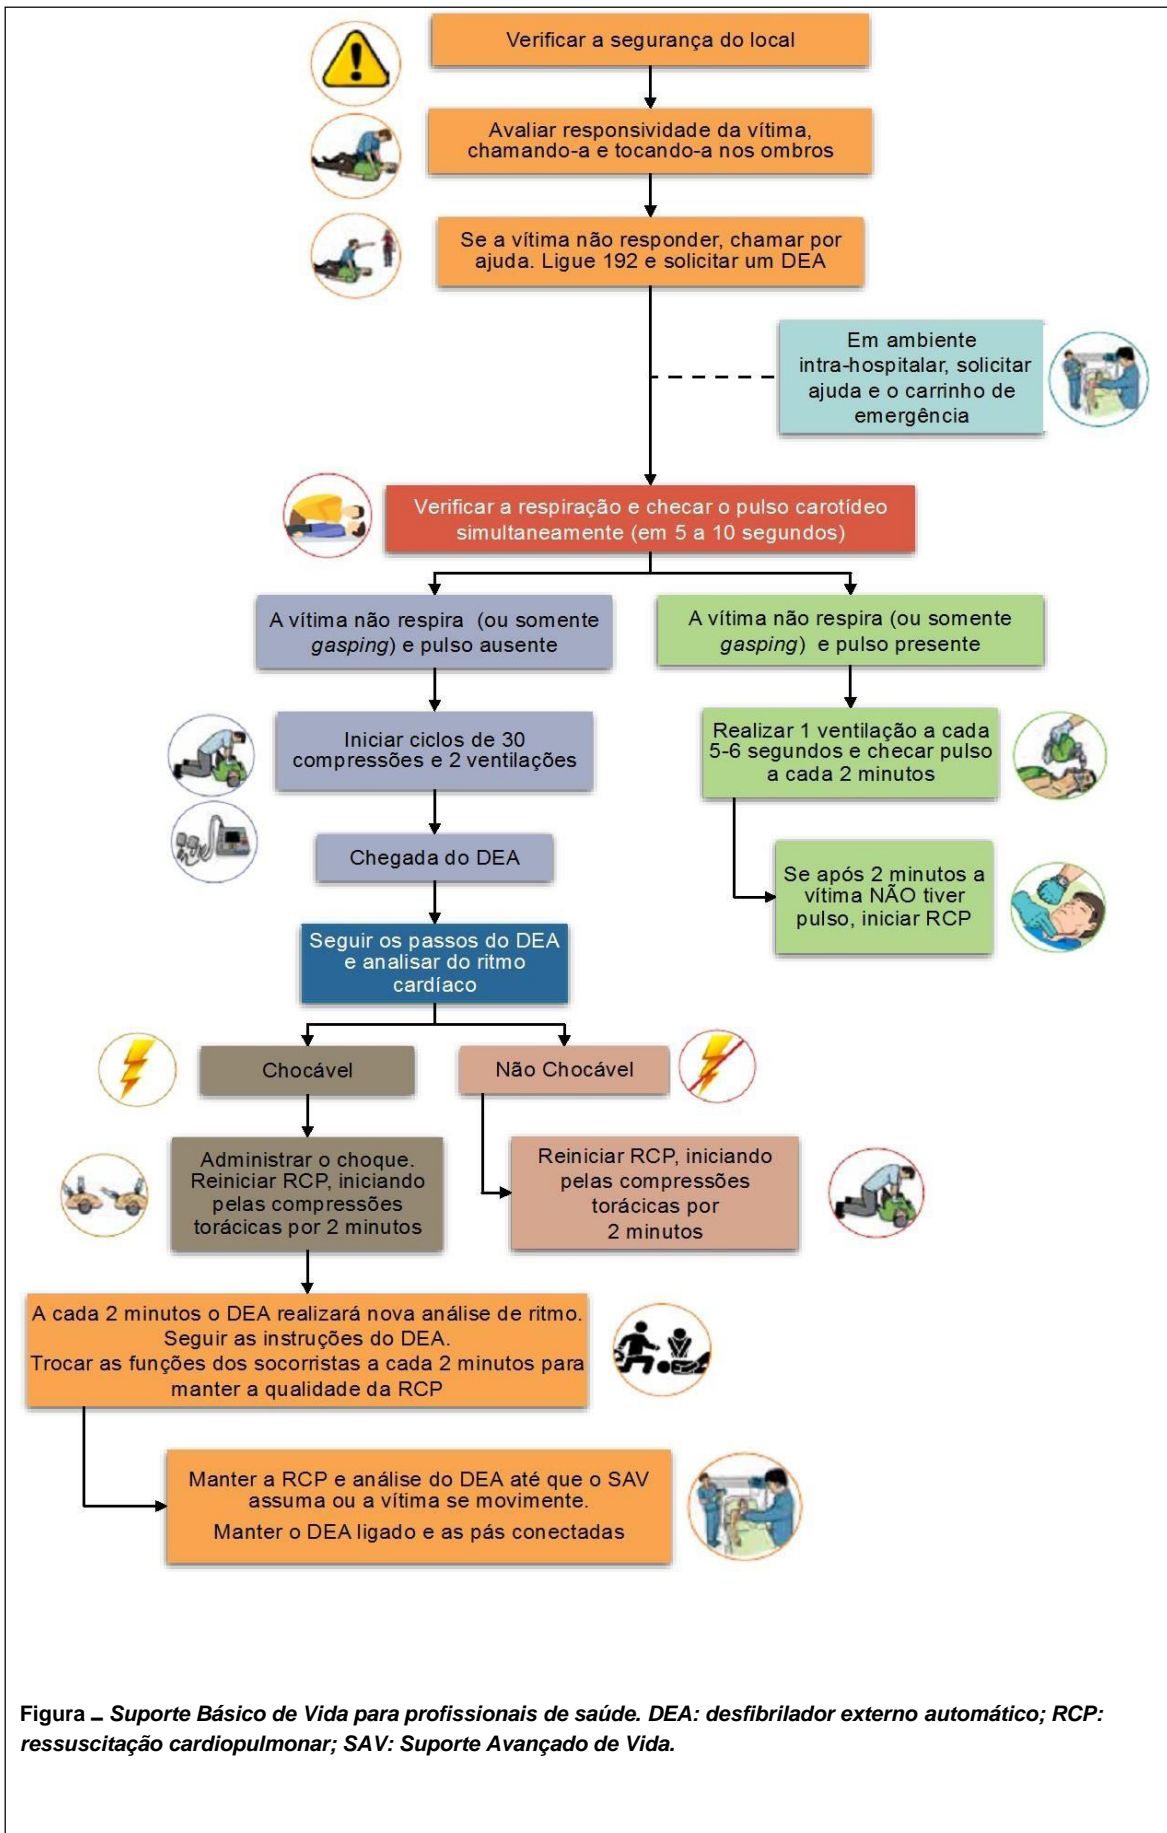 Verificar a segurança do local
Avaliar responsividade da vítima,
chamando-a e tocando-a nos ombros
Se a vítima não responder, chamar por
ajuda. Ligue 192 e solicitar um DEA
Em ambiente
intra-hospitalar, solicitar
ajuda e o carrinho de
emergência
Verificar a respiração e checar o pulso carotídeo
simultaneamente (em 5 a 10 segundos)
A vítima não respira (ou somente
gasping) e pulso ausente
A vítima não respira (ou somente
gasping) e pulso presente
Iniciar ciclos de 30
compressões e 2 ventilações
Realizar 1 ventilação a cada
5-6 segundos e checar pulso
a cada 2 minutos
Chegada do DEA
Se após 2 minutos a
vítima NÃO tiver
pulso, iniciar RCP
Seguir os passos do DEA
e analisar do ritmo
cardíaco
Chocável
Não Chocável
Administrar o choque.
Reiniciar RCP, iniciando
pelas compressões
torácicas por 2 minutos
Reiniciar RCP, iniciando
pelas compressões
torácicas por
2 minutos
A cada 2 minutos o DEA realizará nova análise de ritmo.
Seguir as instruções do DEA.
Trocar as funções dos socorristas a cada 2 minutos para
manter a qualidade da RCP
Manter a RCP e análise do DEA até que o SAV
assuma ou a vítima se movimente.
Manter o DEA ligado e as pás conectadas
Figura _ Suporte Básico de Vida para profissionais de saúde. DEA: desfibrilador externo automático; RCP:
ressuscitação cardiopulmonar; SAV: Suporte Avançado de Vida.